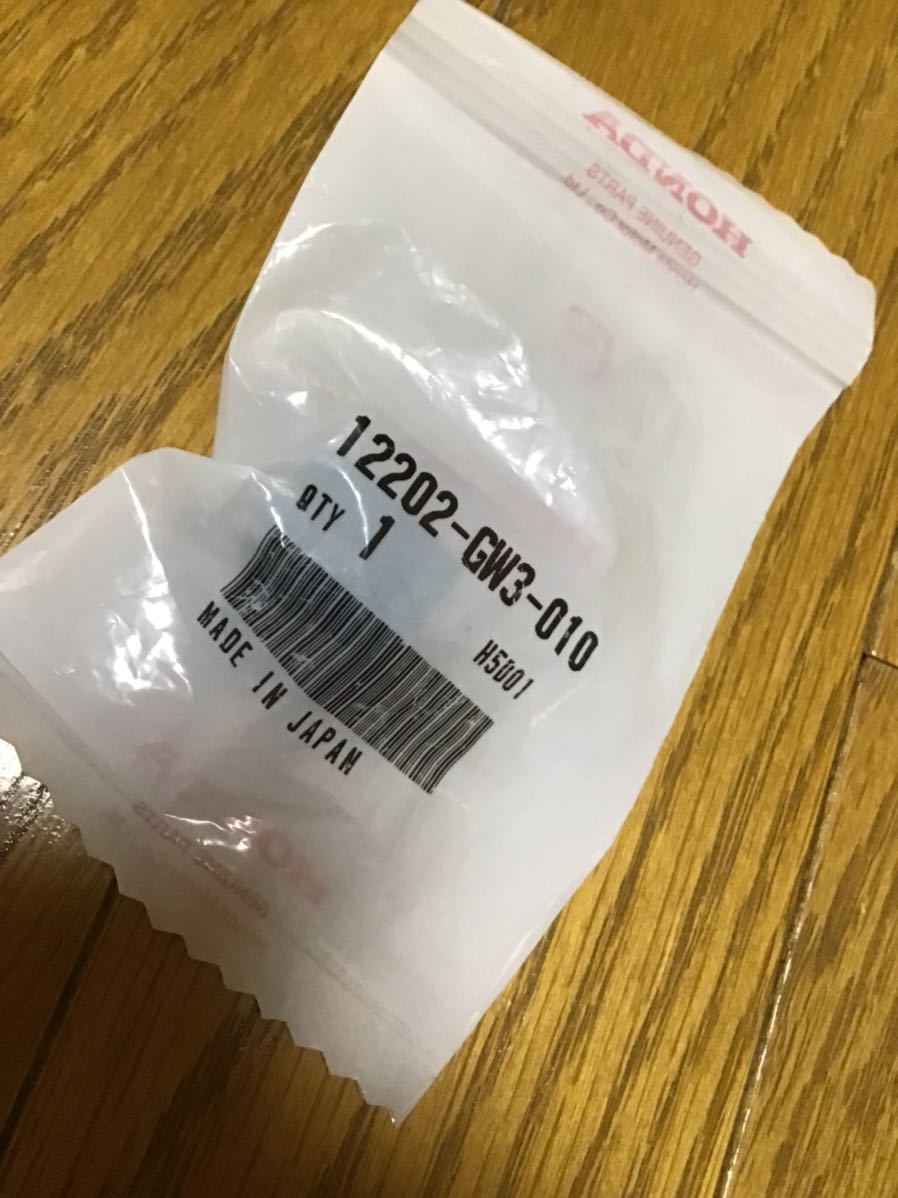 HONDA
GENUINE PARTS
12202-GW3-010
QTY 1
H5001
MADE IN JAPAN